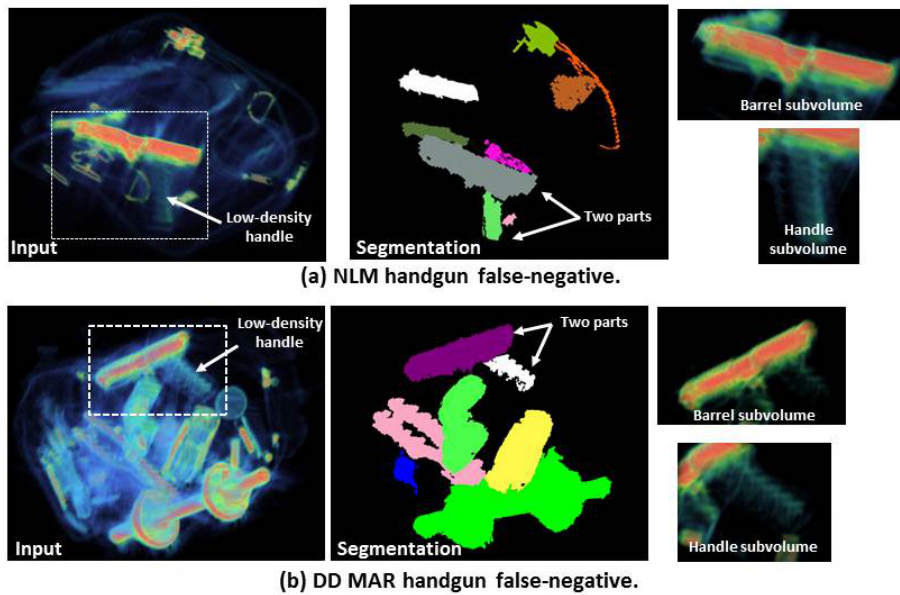 Low-density
handle
Input
Two parts
Segmentation
Barrel subvolume
Handle
subvolume
(a) NLM handgun false-negative.
Low-density
handle
Input
Two parts
Segmentation
Barrel subvolume
Handle subvolume
(b) DD MAR handgun false-negative.